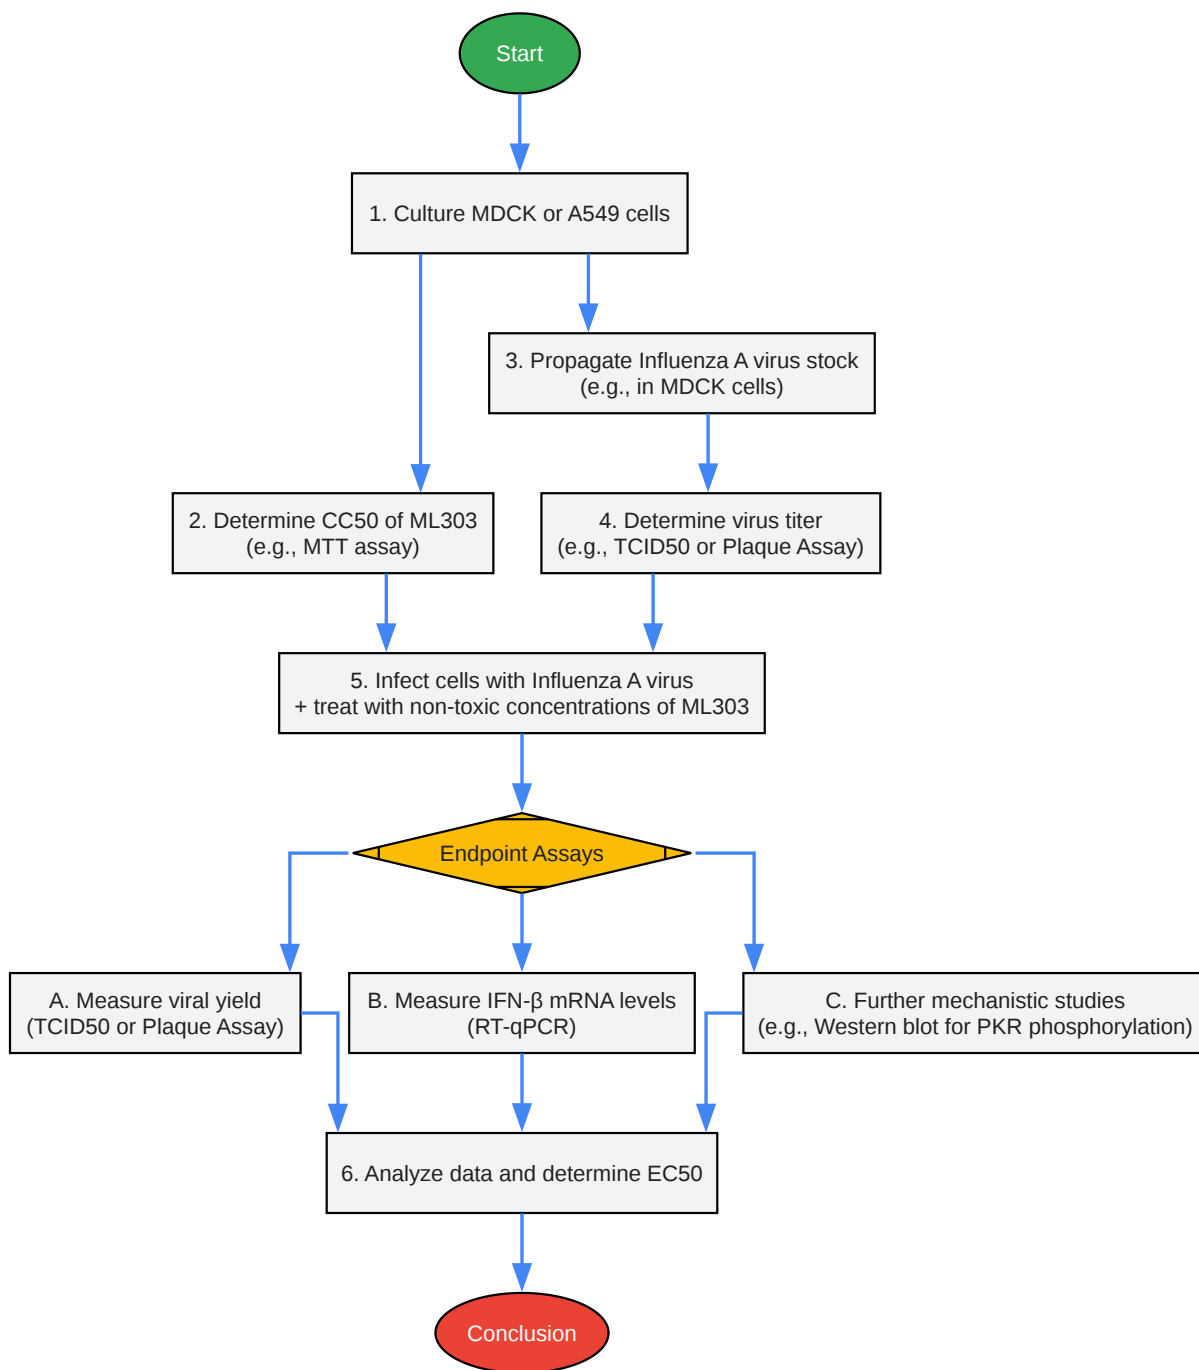 Start
1. Culture MDCK or A549 cells
3. Propagate Influenza A virus stock
(e.g., in MDCK cells)
2. Determine CC50 of ML303
(e.g., MTT assay)
4. Determine virus titer
(e.g., TCID50 or Plaque Assay)
5. Infect cells with Influenza A virus
+ treat with non-toxic concentrations of ML303
Endpoint Assays
A. Measure viral yield
(TCID50 or Plaque Assay)
B. Measure IFN-β mRNA levels
(RT-qPCR)
C. Further mechanistic studies
(e.g., Western blot for PKR phosphorylation)
6. Analyze data and determine EC50
Conclusion